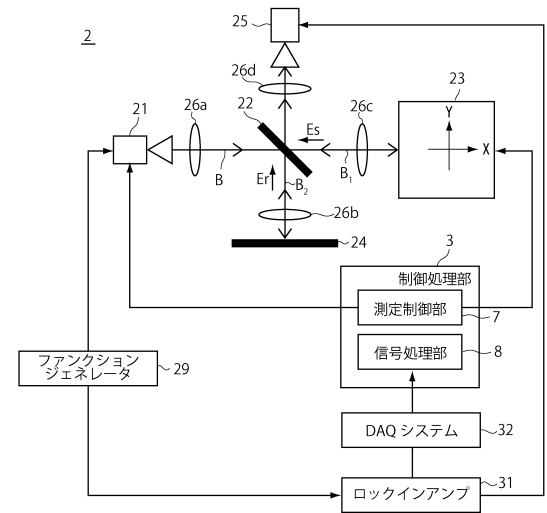 2
25
26d
22
21
26a
Es
26c
23
Y
X
B
Er
B2
B1
26b
24
3
制御処理部
測定制御部
7
信号処理部
8
ファンクション
ジェネレータ
29
DAQ システム
32
ロックインアンプ
31